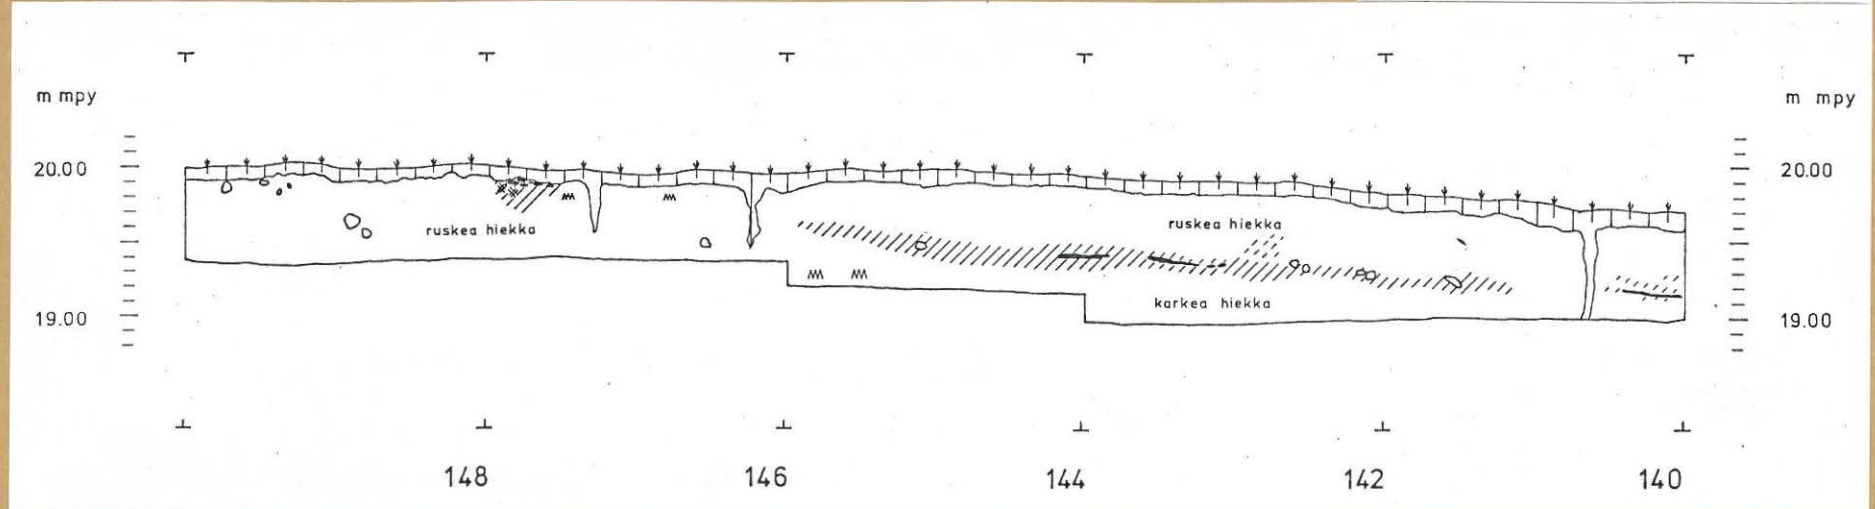 m mpy
m mpy
20.00
20.00
ruskea hiekka
ruskea hiekka
karkea hiekka
19.00
19.00
148
146
144
142
140